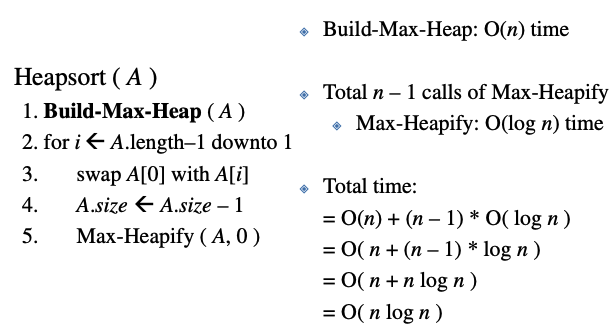 Heapsort ( A )
1. Build-Max-Heap ( A )
2. for i ← A.length–1 downto 1
3. swap A[0] with A[i]
4. A.size ← A.size – 1
5. Max-Heapify ( A, 0 )
Build-Max-Heap: O(n) time
Total n – 1 calls of Max-Heapify
Max-Heapify: O(log n) time
Total time:
= O(n) + (n – 1) * O( log n )
= O( n + (n – 1) * log n )
= O( n + n log n )
= O( n log n )